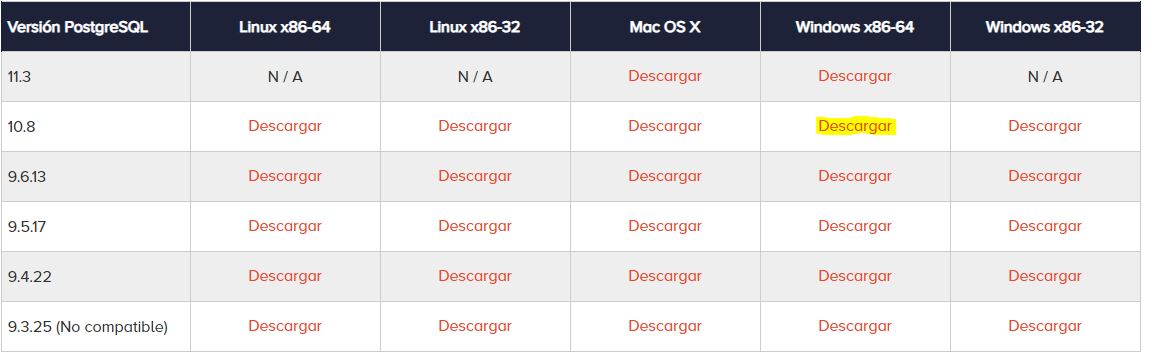 Versión PostgreSQL Linux x86-64 Linux x86-32 Mac OS X Windows x86-64 Windows x86-32
11.3 N / A N / A Descargar Descargar N / A
10.8 Descargar Descargar Descargar Descargar Descargar
9.6.13 Descargar Descargar Descargar Descargar Descargar
9.5.17 Descargar Descargar Descargar Descargar Descargar
9.4.22 Descargar Descargar Descargar Descargar Descargar
9.3.25 (No compatible) Descargar Descargar Descargar Descargar Descargar